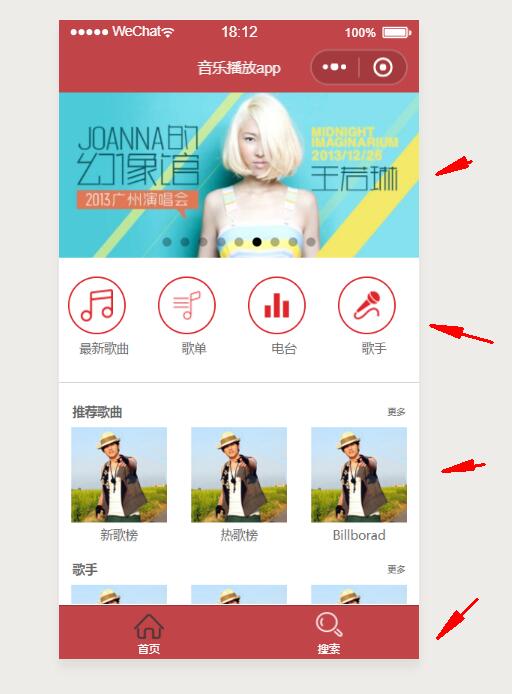 WeChat 18:12 100%
音乐播放app
JOANNA的
幻像馆
2013广州演唱会
MIDNIGHT
IMAGINARIUM
2013/12/26
王若琳
最新歌曲 歌单 电台 歌手
推荐歌曲 更多
新歌榜 热歌榜 Billborad
歌手 更多
首页 搜索